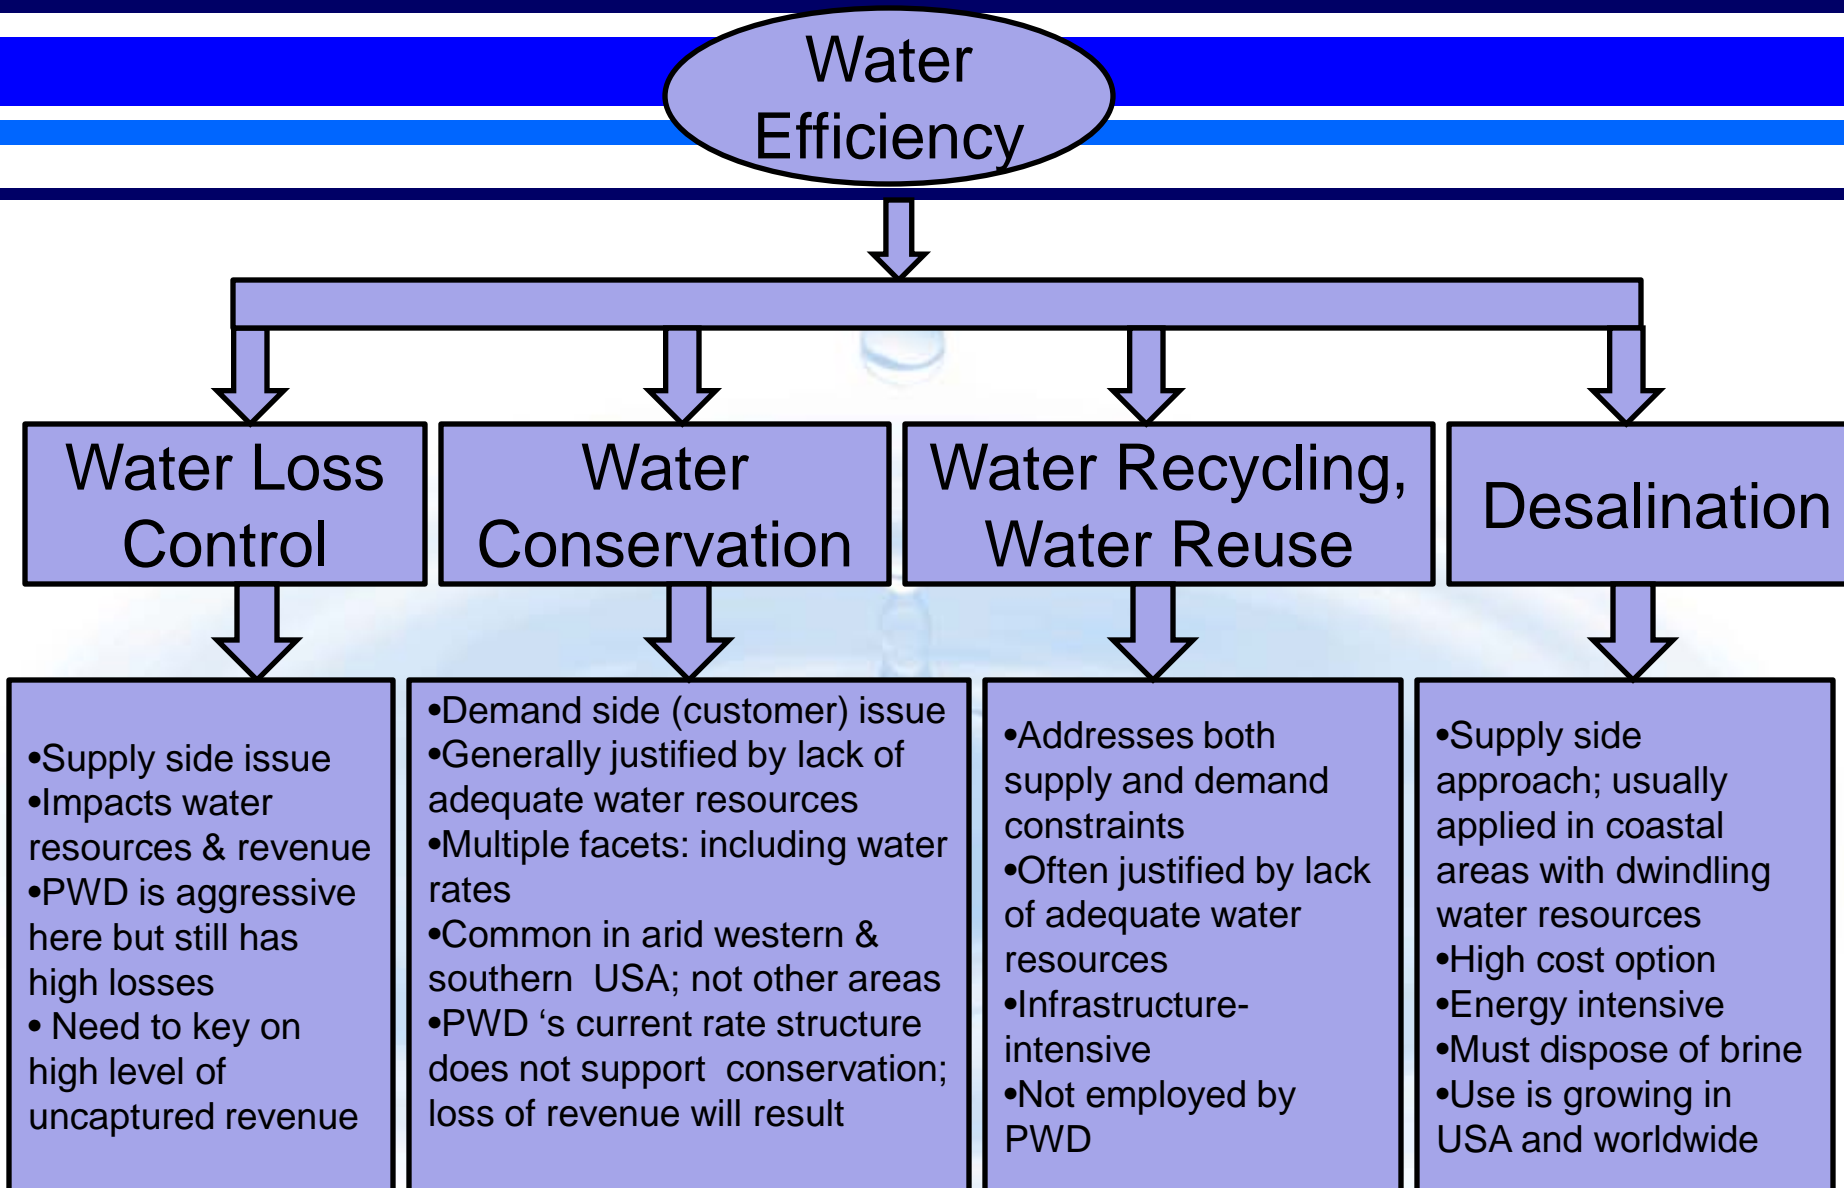 Water
Efficiency
Water Loss
Control
Water
Conservation
Water Recycling,
Water Reuse
Desalination
•Supply side issue
•Impacts water
resources & revenue
•PWD is aggressive
here but still has
high losses
• Need to key on
high level of
uncaptured revenue
•Demand side (customer) issue
•Generally justified by lack of
adequate water resources
•Multiple facets: including water
rates
•Common in arid western &
southern  USA; not other areas
•PWD ‘s current rate structure
does not support  conservation;
loss of revenue will result
•Addresses both
supply and demand
constraints
•Often justified by lack
of adequate water
resources
•Infrastructure-
intensive
•Not employed by
PWD
•Supply side
approach; usually
applied in coastal
areas with dwindling
water resources
•High cost option
•Energy intensive
•Must dispose of brine
•Use is growing in
USA and worldwide